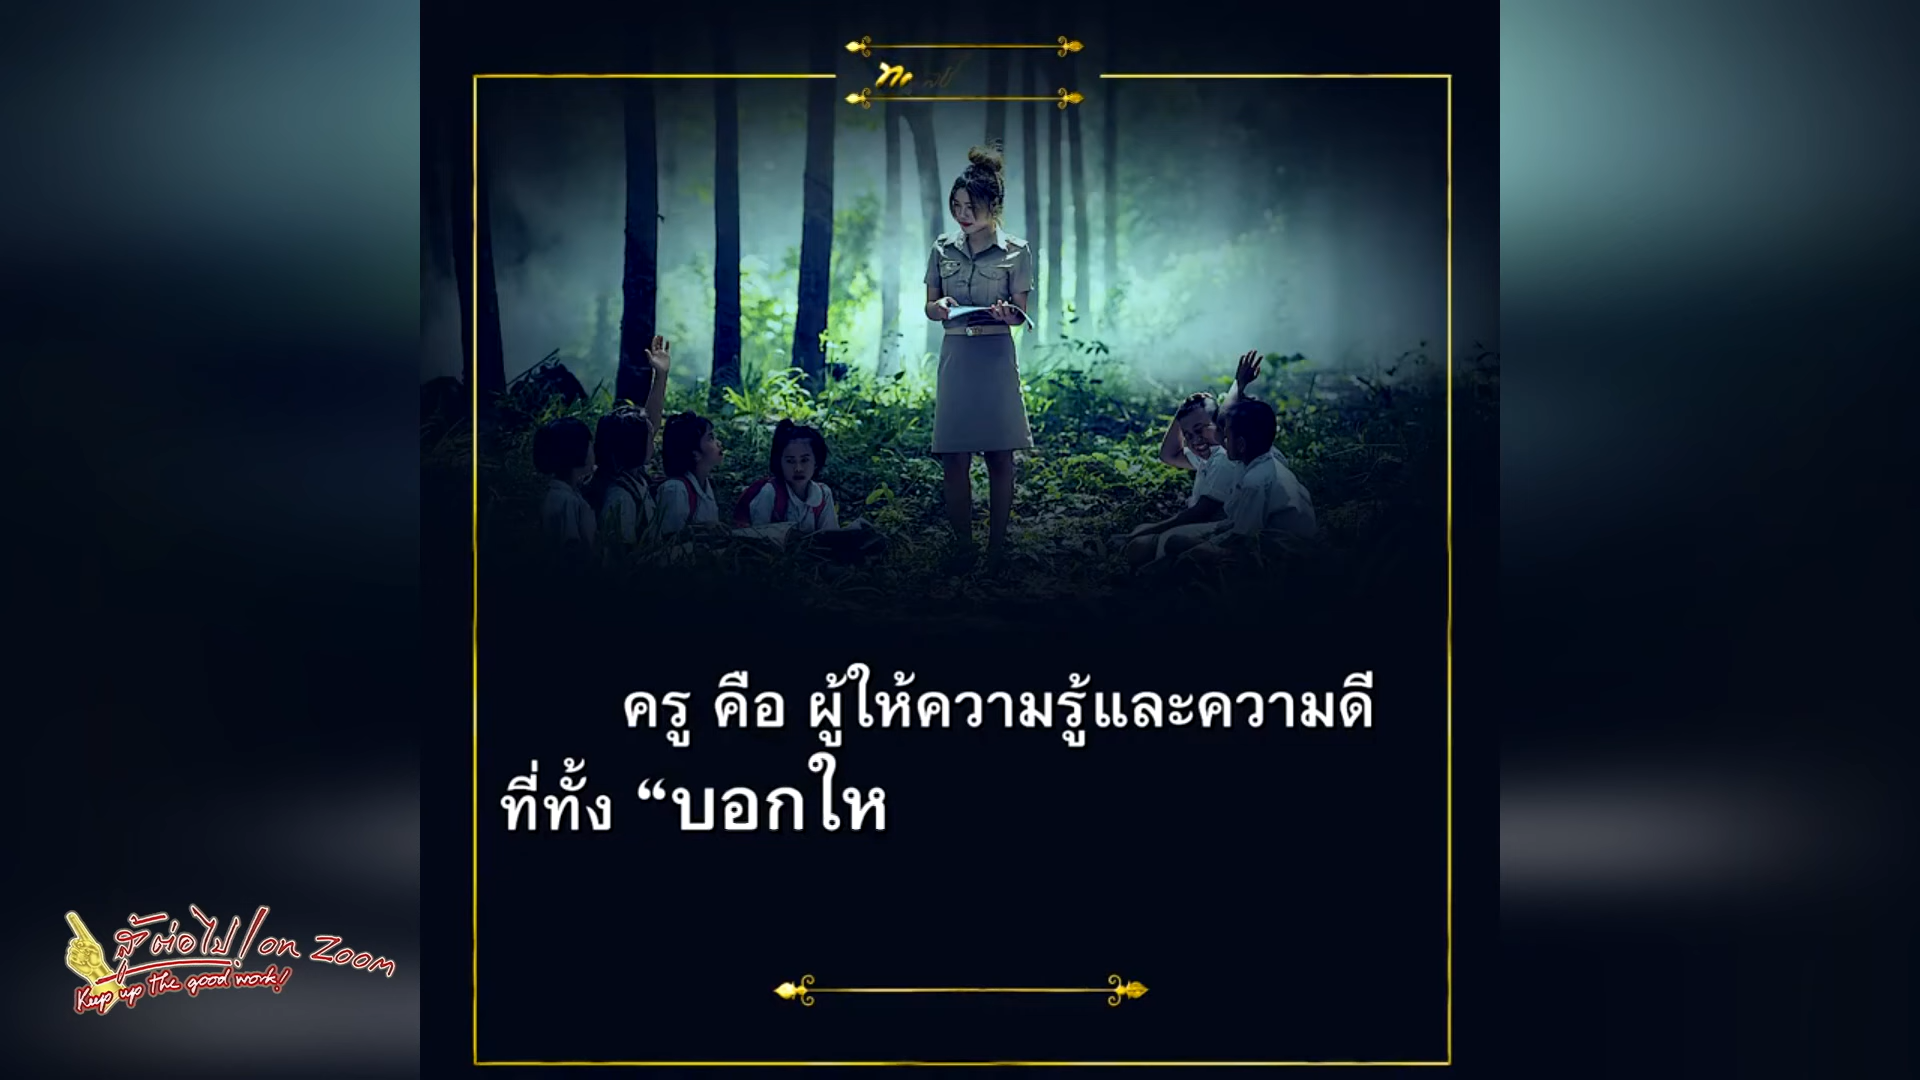 ครู คือ ผู้ให้ความรู้และความดี
ที่ทั้ง “บอกให
สู้ต่อไป! on Zoom
Keep up the good work!